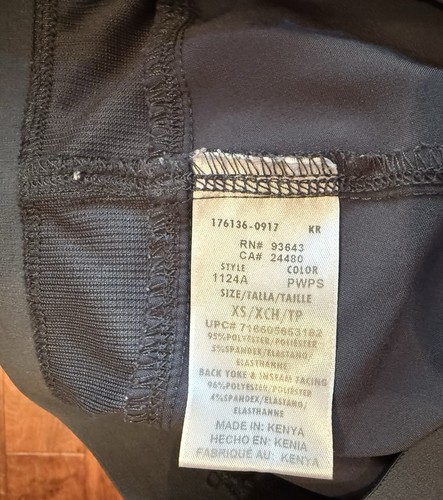 176136-0917 KR
RN# 93643
CA# 24480
STYLE COLOR
1124A PWPS
SIZE/TALLA/TAILLE
XS/XCH/TP
UPC# 716605653182
95%POLYESTER/POLIESTER
5%SPANDEX/ELASTANO
ELASTHANNE
BACK YOKE & INSEAM FACING
96%POLYESTER/POLIESTER
4%SPANDEX/ELASTANO/
ELASTHANNE
MADE IN: KENYA
HECHO EN: KENIA
FABRIQUÉ AU: KENYA